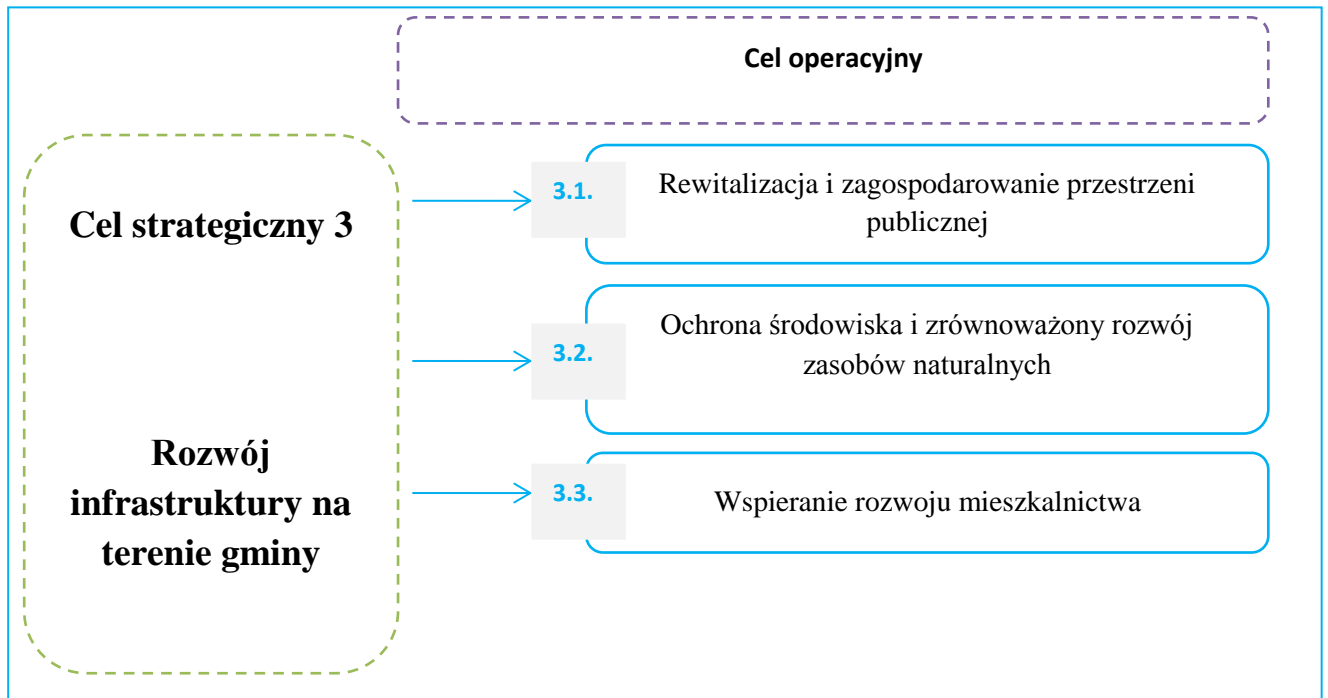 Cel operacyjny
Cel strategiczny 3
Rozwój
infrastruktury na
terenie gminy
3.1.
Rewitalizacja i zagospodarowanie przestrzeni
publicznej
3.2.
Ochrona środowiska i zrównoważony rozwój
zasobów naturalnych
3.3.
Wspieranie rozwoju mieszkalnictwa